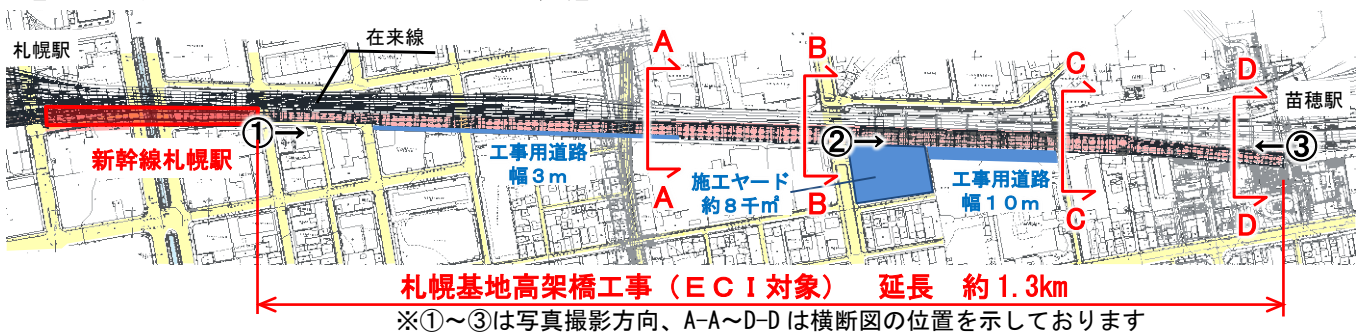 札幌駅
在来線
A
B
C
D
苗穂駅
①→
②→
←③
新幹線札幌駅
工事用道路
幅3ｍ
A
施工ヤード
約8千㎡
B
工事用道路
幅10ｍ
C
D
札幌基地高架橋工事（ＥＣＩ対象）　延長　約1.3km
※①～③は写真撮影方向、A-A～D-Dは横断図の位置を示しております